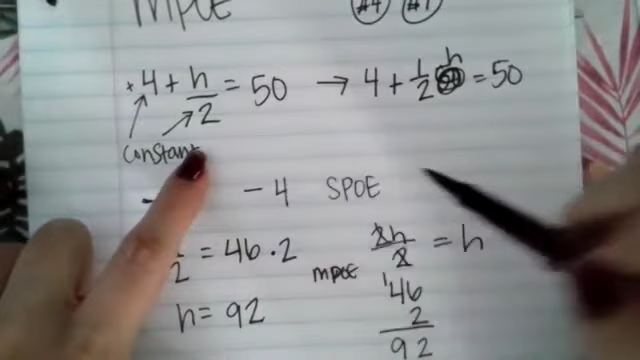 MPOE #4 #7
4 + h/2 = 50 → 4 + 1/2 h = 50
constant
- 4 SPOE
2 = 46 · 2 2h/2 = h
MPOE 46
h = 92 2
92